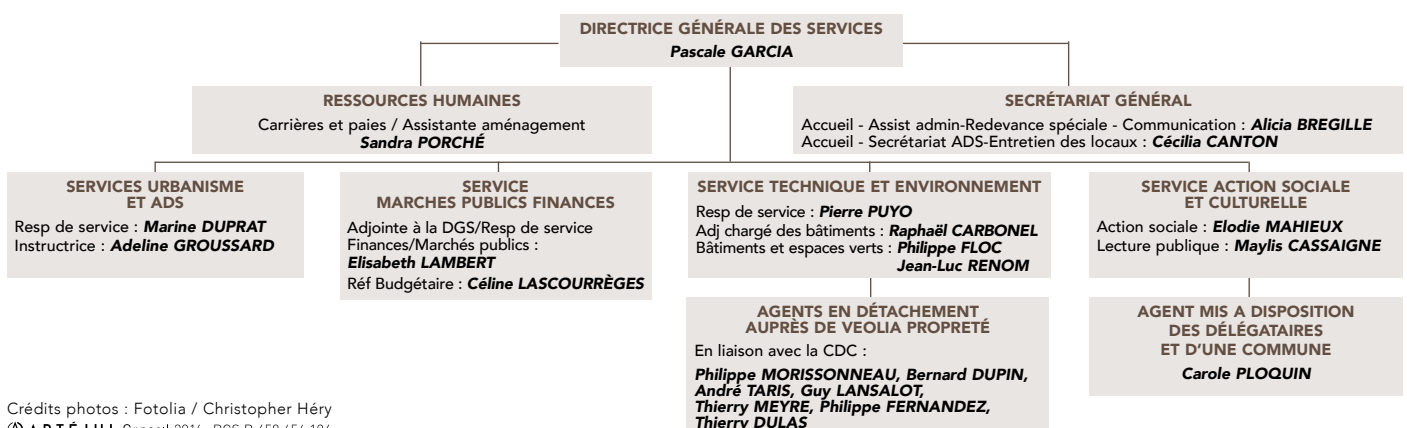 DIRECTRICE GÉNÉRALE DES SERVICES
Pascale GARCIA
RESSOURCES HUMAINES
Carrières et paies / Assistante aménagement
Sandra PORCHÉ
SECRÉTARIAT GÉNÉRAL
Accueil - Assist admin-Redevance spéciale - Communication : Alicia BREGILLE
Accueil - Secrétariat ADS-Entretien des locaux : Cécilia CANTON
SERVICES URBANISME
ET ADS
Resp de service : Marine DUPRAT
Instructrice : Adeline GROUSSARD
SERVICE
MARCHES PUBLICS FINANCES
Adjointe à la DGS/Resp de service
Finances/Marchés publics :
Elisabeth LAMBERT
Réf Budgétaire : Céline LASCOURRÈGES
SERVICE TECHNIQUE ET ENVIRONNEMENT
Resp de service : Pierre PUYO
Adj chargé des bâtiments : Raphaël CARBONEL
Bâtiments et espaces verts : Philippe FLOC
Jean-Luc RENOM
SERVICE ACTION SOCIALE
ET CULTURELLE
Action sociale : Elodie MAHIEUX
Lecture publique : Maylis CASSAIGNE
AGENTS EN DÉTACHEMENT
AUPRÈS DE VEOLIA PROPRETÉ
En liaison avec la CDC :
Philippe MORISSONNEAU, Bernard DUPIN,
André TARIS, Guy LANSALOT,
Thierry MEYRE, Philippe FERNANDEZ,
Thierry DULAS
AGENT MIS A DISPOSITION
DES DÉLÉGATAIRES
ET D'UNE COMMUNE
Carole PLOQUIN
Crédits photos : Fotolia / Christopher Héry